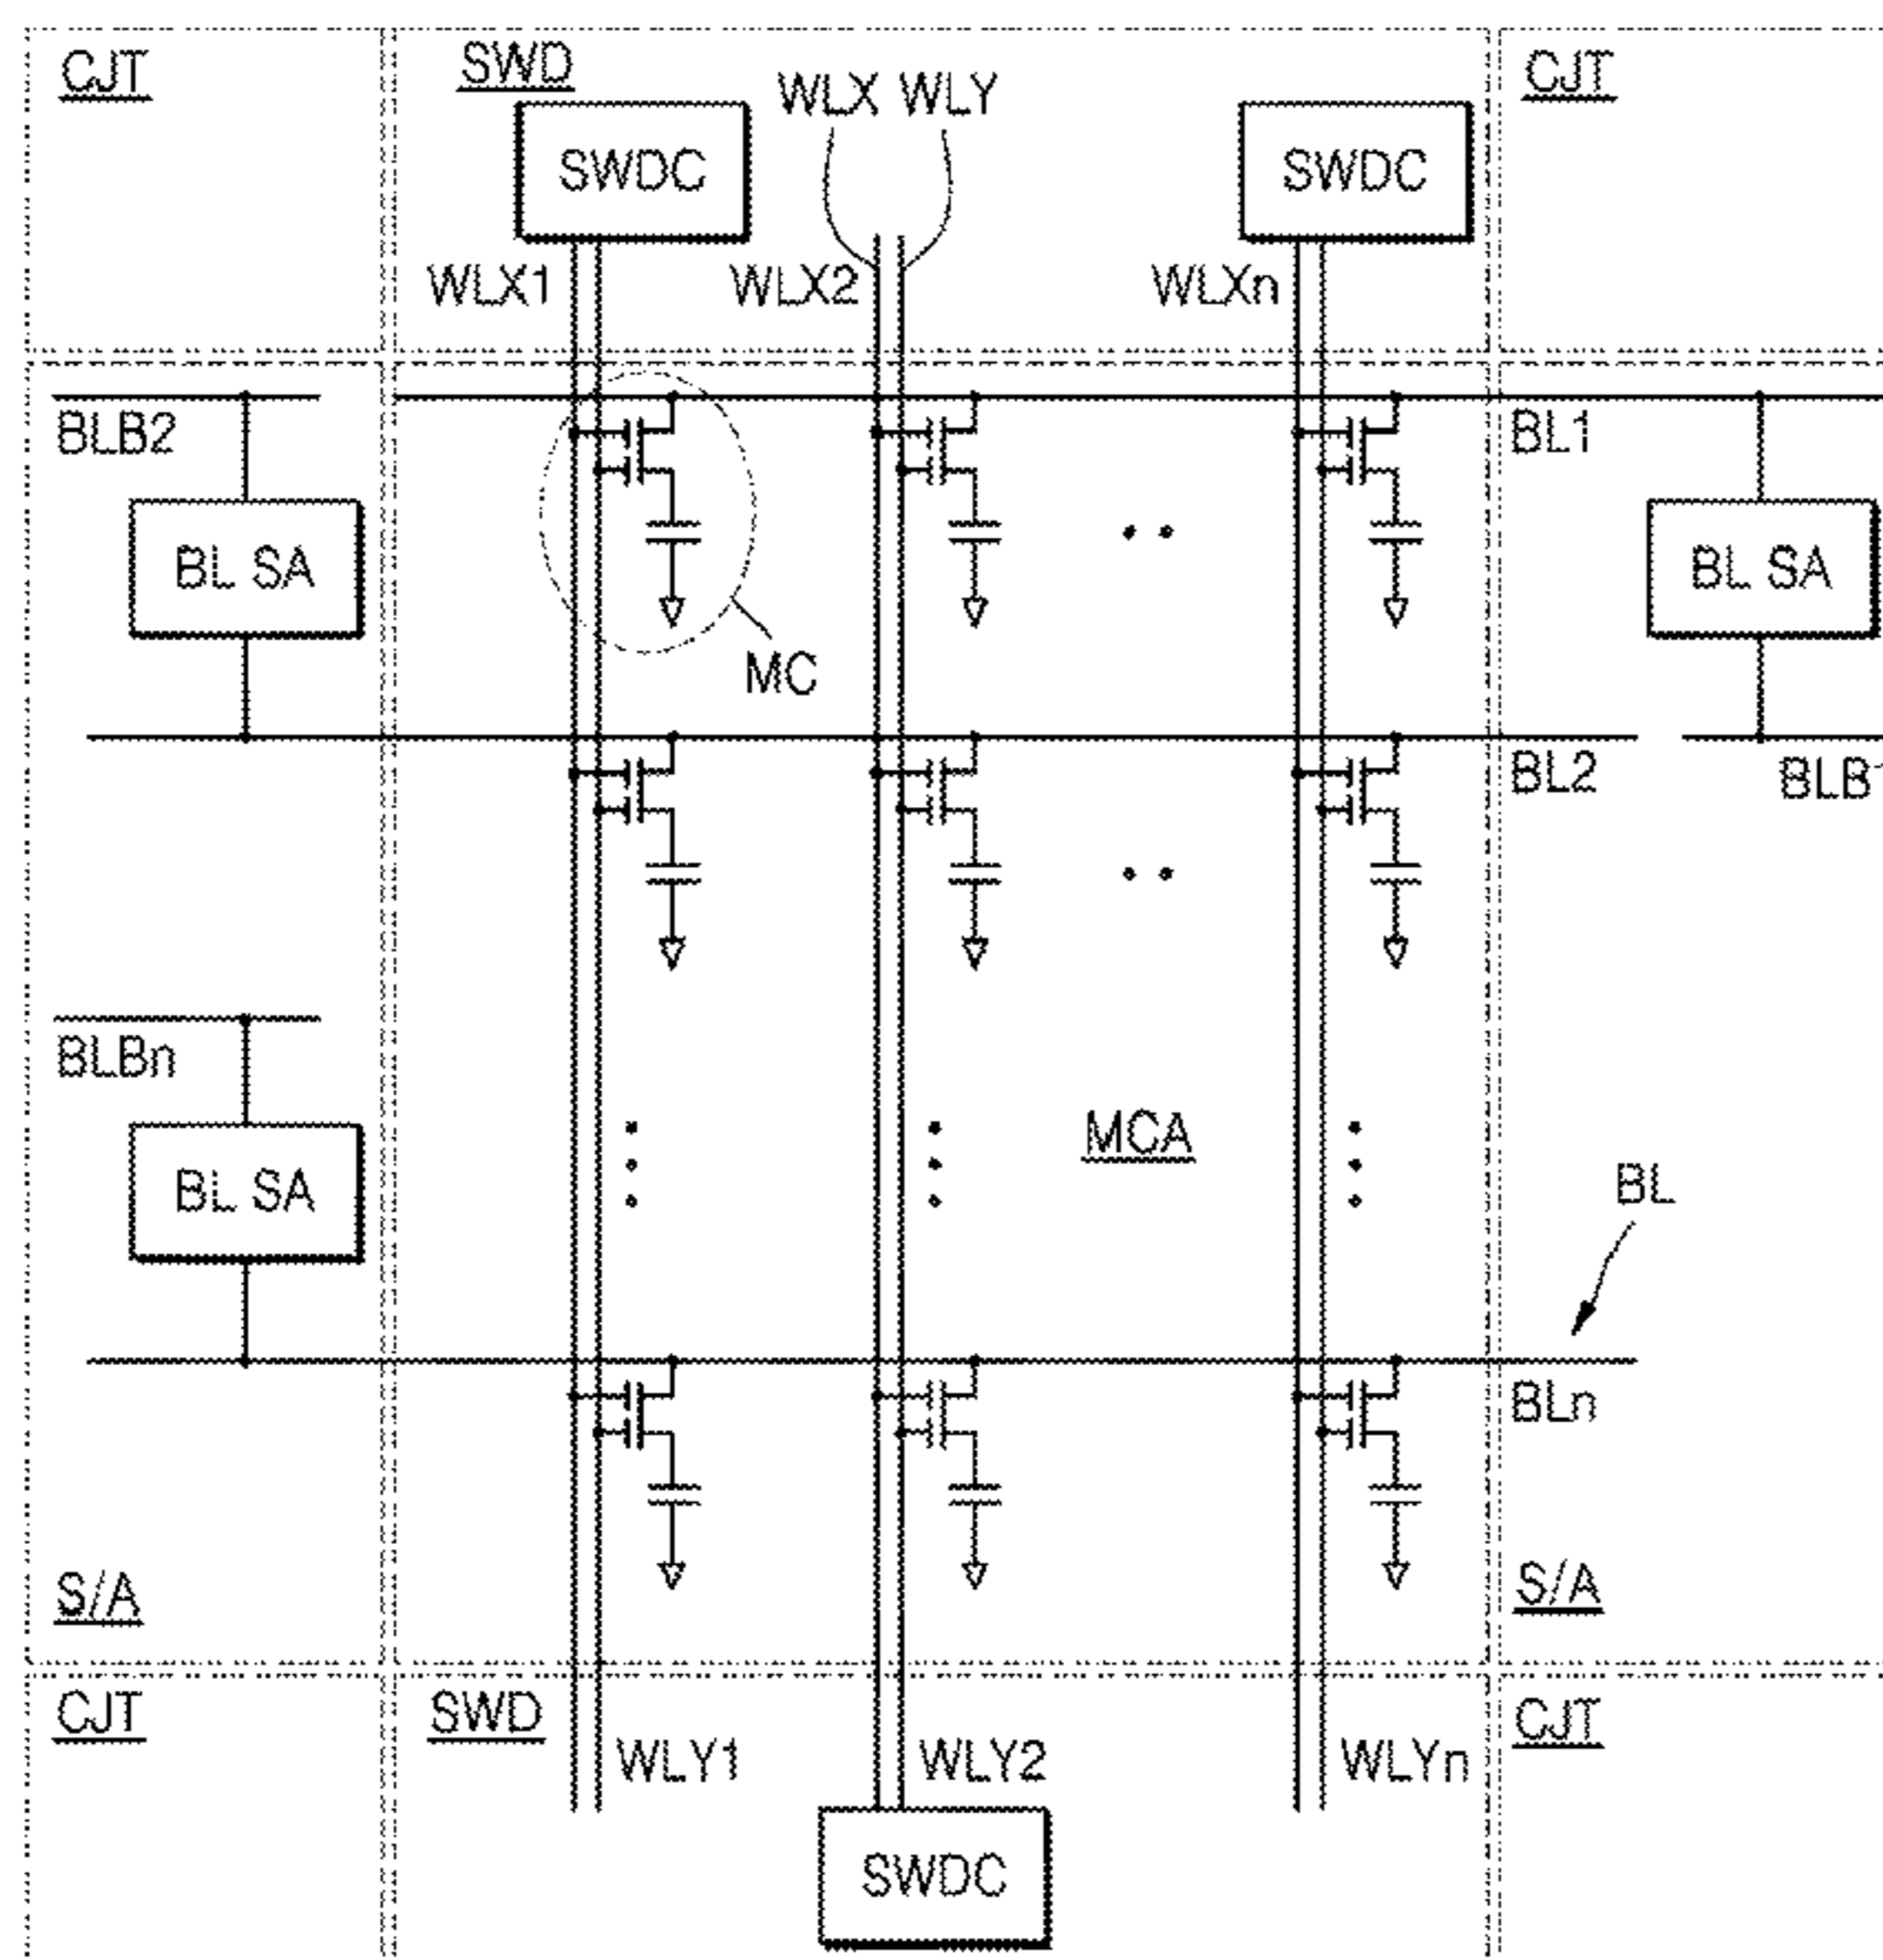 CJT
SWD
WLX WLY
CJT
SWDC
SWDC
WLX1
WLX2
WLXn
BLB2
BL1
BL SA
BL SA
MC
BL2
BLB1
BLBn
MCA
BL SA
BL
BLn
S/A
S/A
CJT
SWD
WLY1
WLY2
WLYn
CJT
SWDC